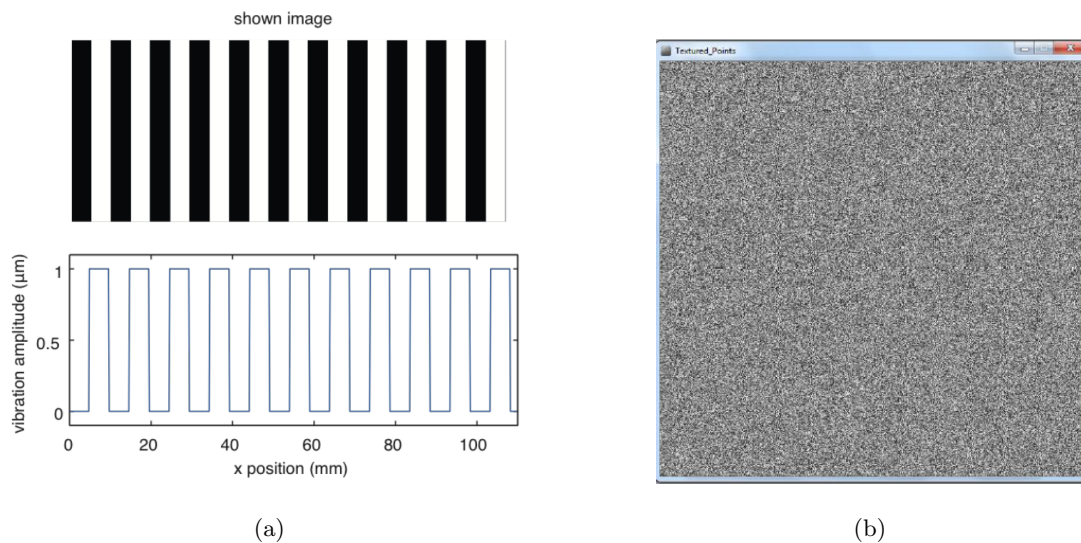 shown image
vibration amplitude (µm)
1
0.5
0
0 20 40 60 80 100
x position (mm)
(a)
Textured_Points
(b)